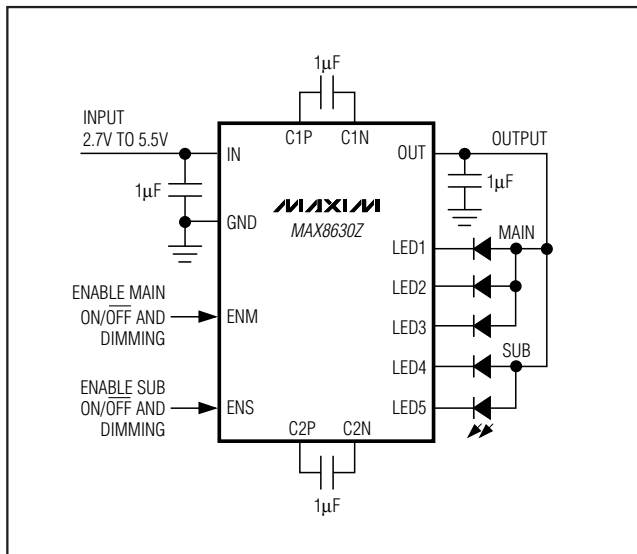 1µF
INPUT
2.7V TO 5.5V
C1P C1N
IN
OUT
OUTPUT
1µF
1µF
GND
MAXIM
MAX8630Z
LED1
MAIN
LED2
ENABLE MAIN
ON/OFF AND
DIMMING
ENM
LED3
LED4
SUB
ENABLE SUB
ON/OFF AND
DIMMING
ENS
LED5
C2P C2N
1µF